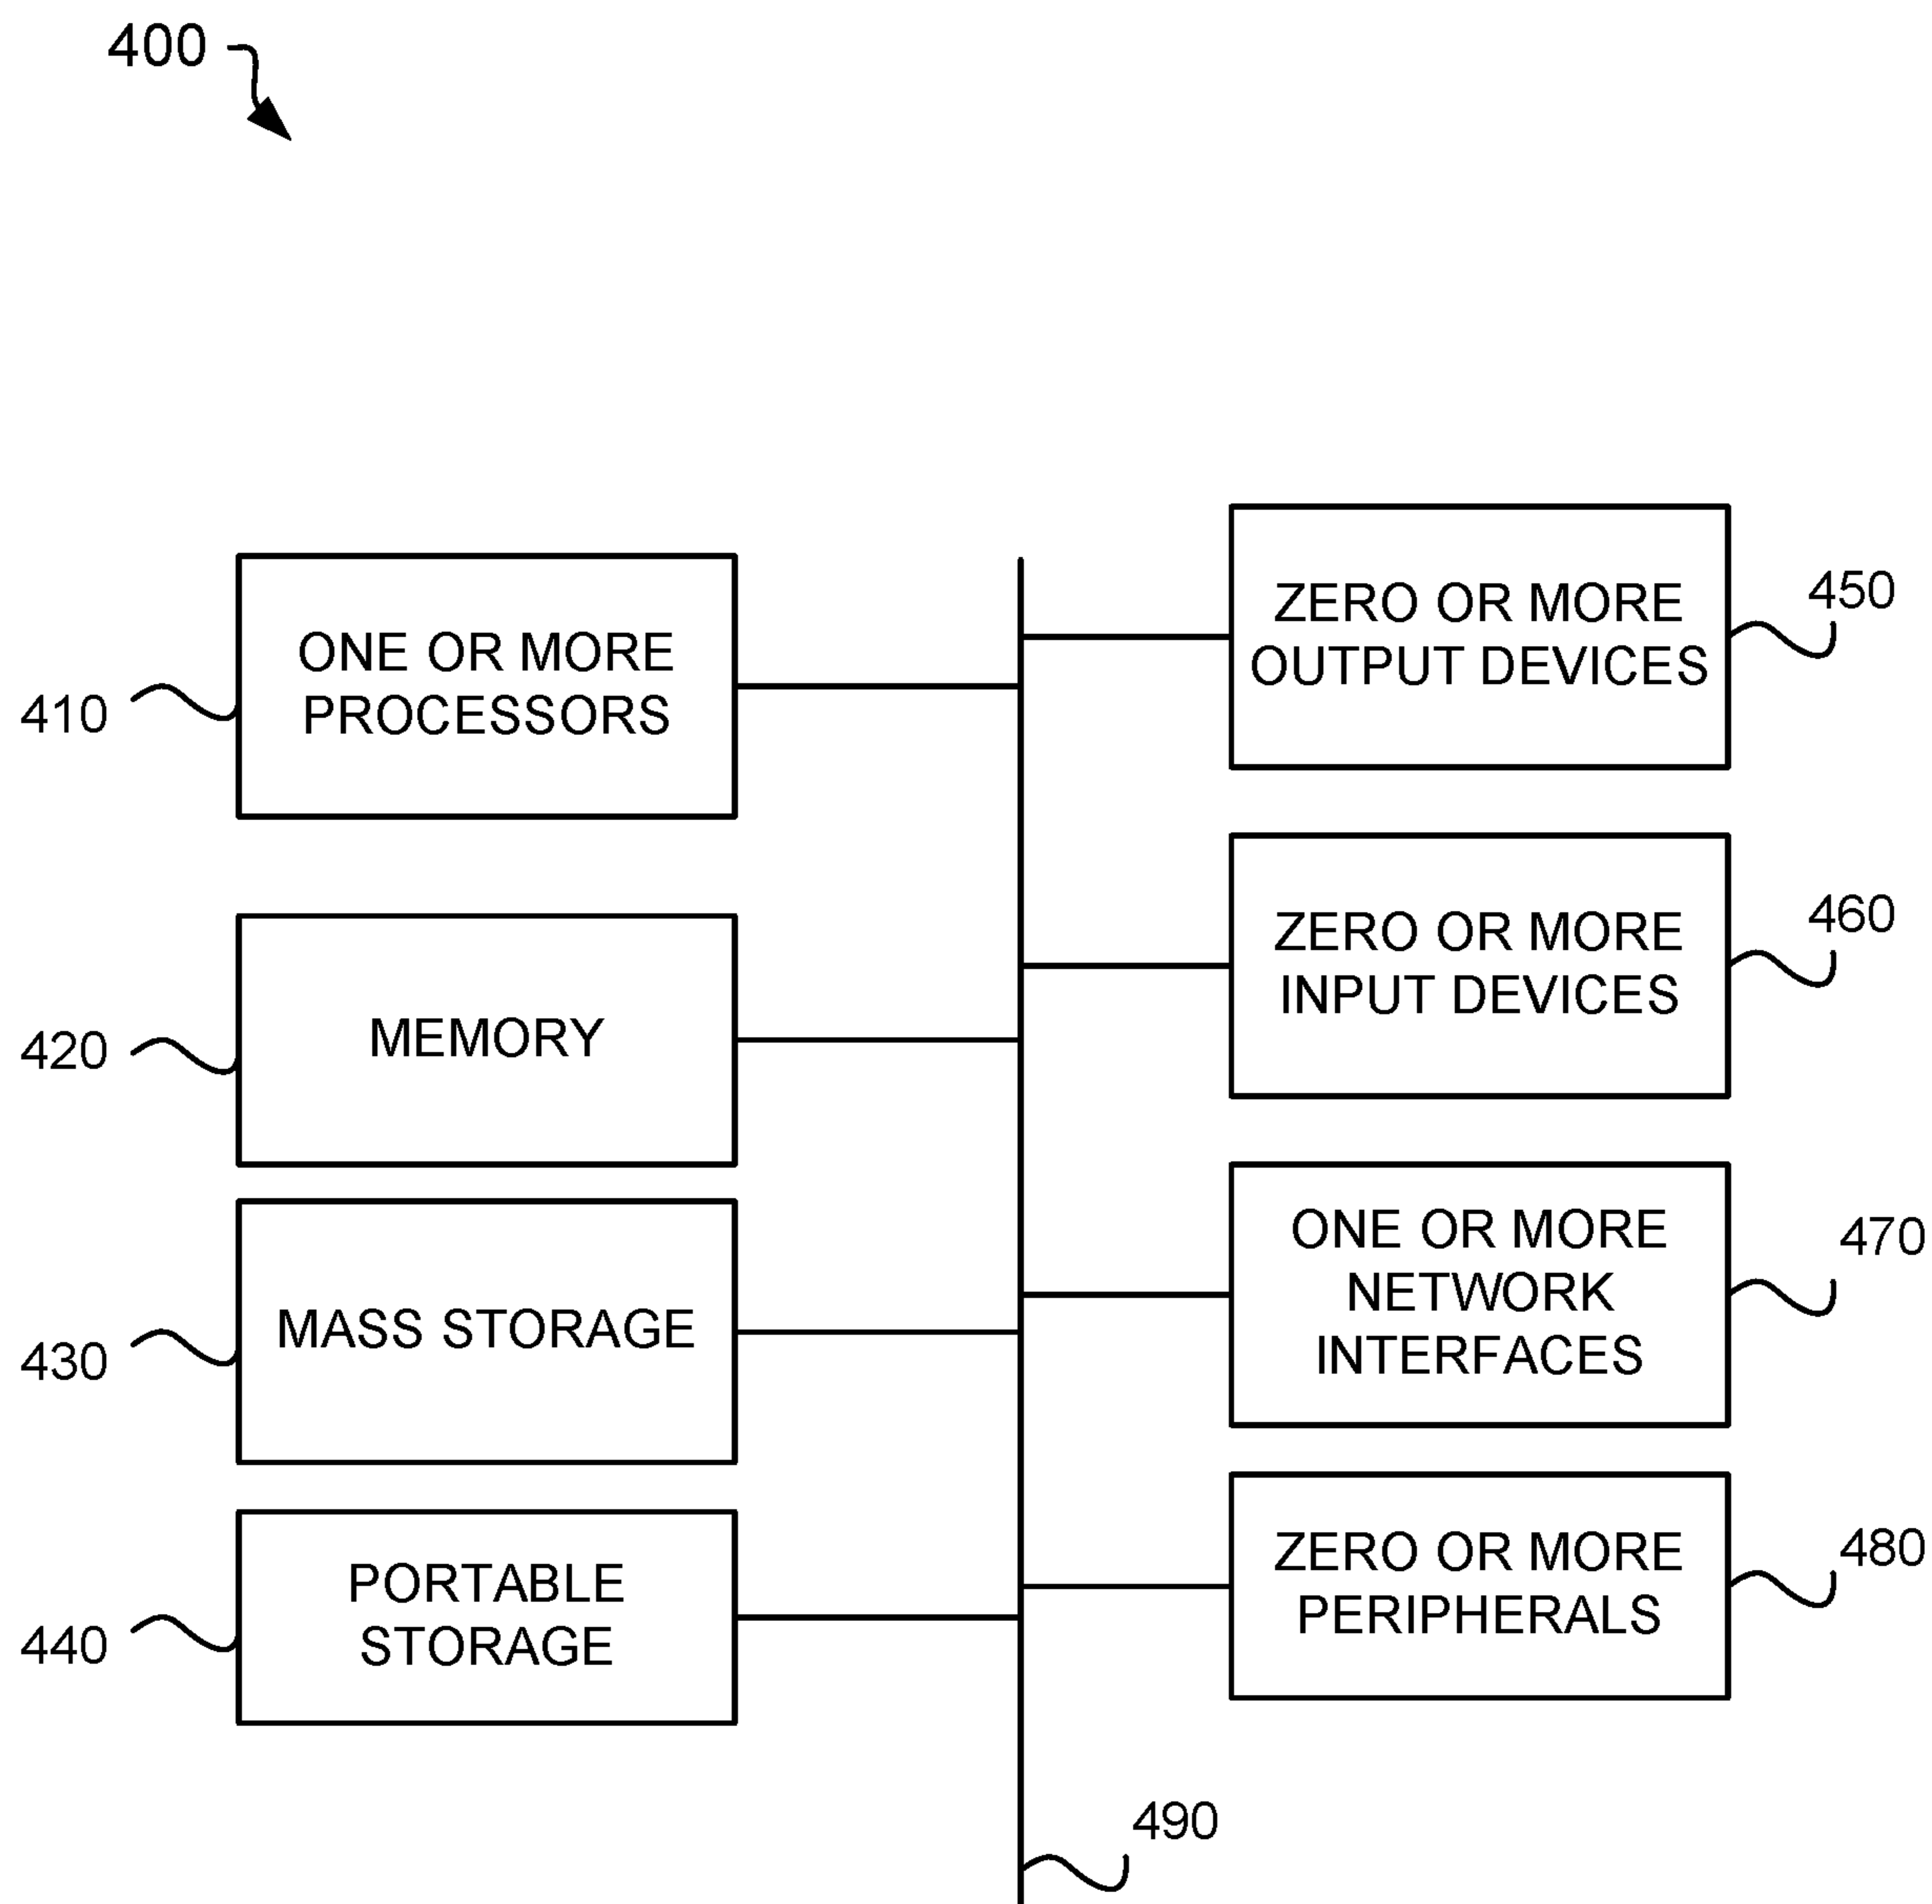 400
ONE OR MORE
PROCESSORS
410
MEMORY
420
MASS STORAGE
430
PORTABLE
STORAGE
440
ZERO OR MORE
OUTPUT DEVICES
450
ZERO OR MORE
INPUT DEVICES
460
ONE OR MORE
NETWORK
INTERFACES
470
ZERO OR MORE
PERIPHERALS
480
490